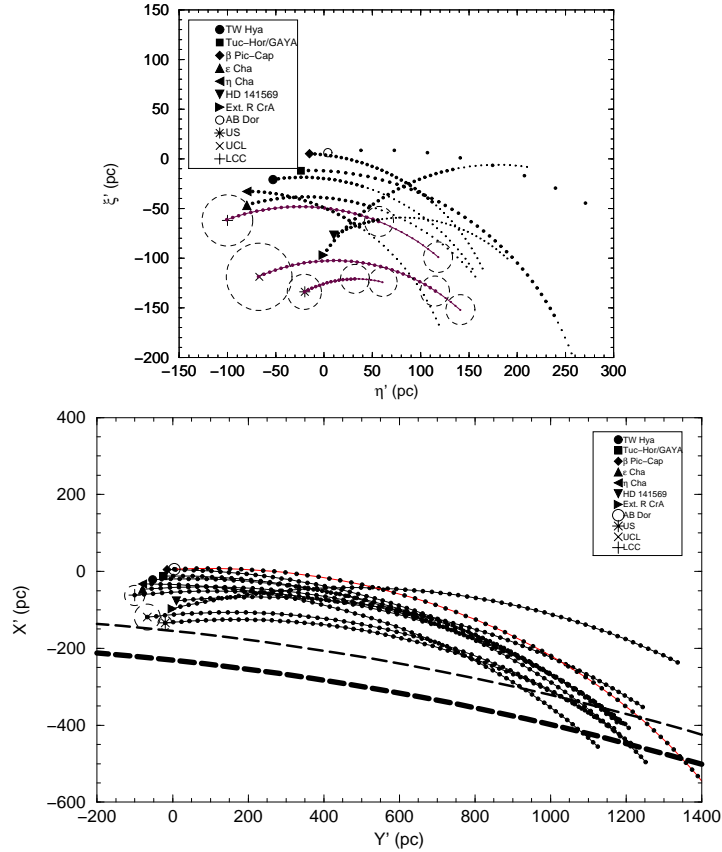 150
100
50
0
−50
−100
−150
−200
ξ' (pc)
TW Hya
Tuc−Hor/GAYA
β Pic−Cap
ε Cha
η Cha
HD 141569
Ext. R CrA
AB Dor
US
UCL
LCC
−150 −100 −50 0 50 100 150 200 250 300
η' (pc)
400
200
0
−200
−400
−600
X' (pc)
TW Hya
Tuc−Hor/GAYA
β Pic−Cap
ε Cha
η Cha
HD 141569
Ext. R CrA
AB Dor
US
UCL
LCC
−200 0 200 400 600 800 1000 1200 1400
Y' (pc)